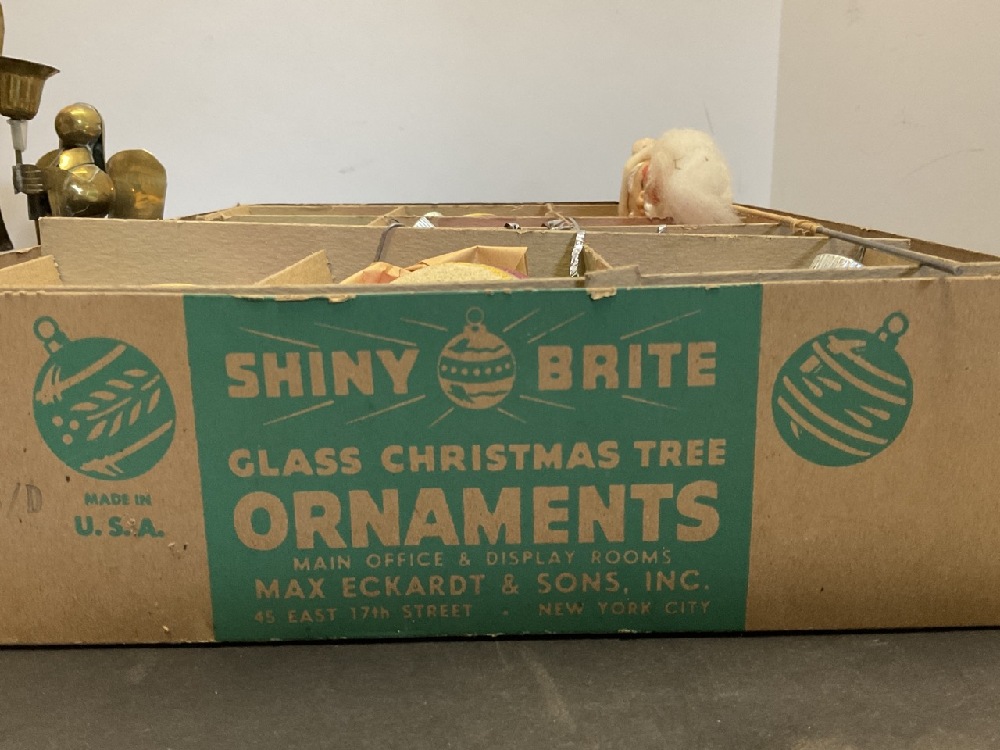 SHINY BRITE
GLASS CHRISTMAS TREE
ORNAMENTS
MAIN OFFICE & DISPLAY ROOMS
MAX ECKARDT & SONS, INC.
45 EAST 17th STREET . NEW YORK CITY
MADE IN
U. S. A.
/D